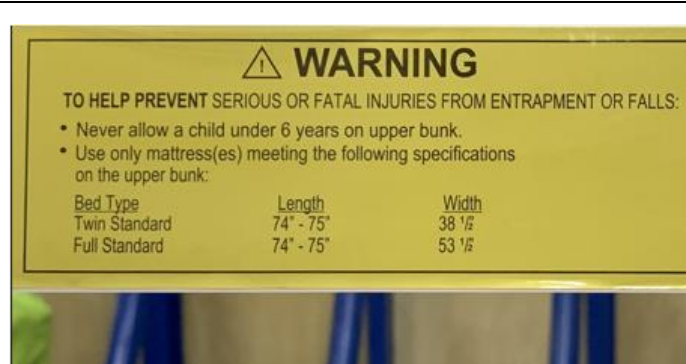 WARNING
TO HELP PREVENT SERIOUS OR FATAL INJURIES FROM ENTRAPMENT OR FALLS:
• Never allow a child under 6 years on upper bunk.
• Use only mattress(es) meeting the following specifications
on the upper bunk:
Bed Type Length Width
Twin Standard 74" - 75" 38 ½
Full Standard 74" - 75" 53 ½